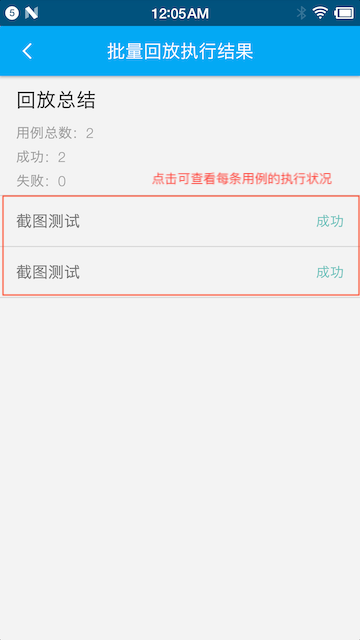 5 N 12:05AM
批量回放执行结果
回放总结
用例总数：2
成功：2
失败：0
点击可查看每条用例的执行状况
截图测试 成功
截图测试 成功